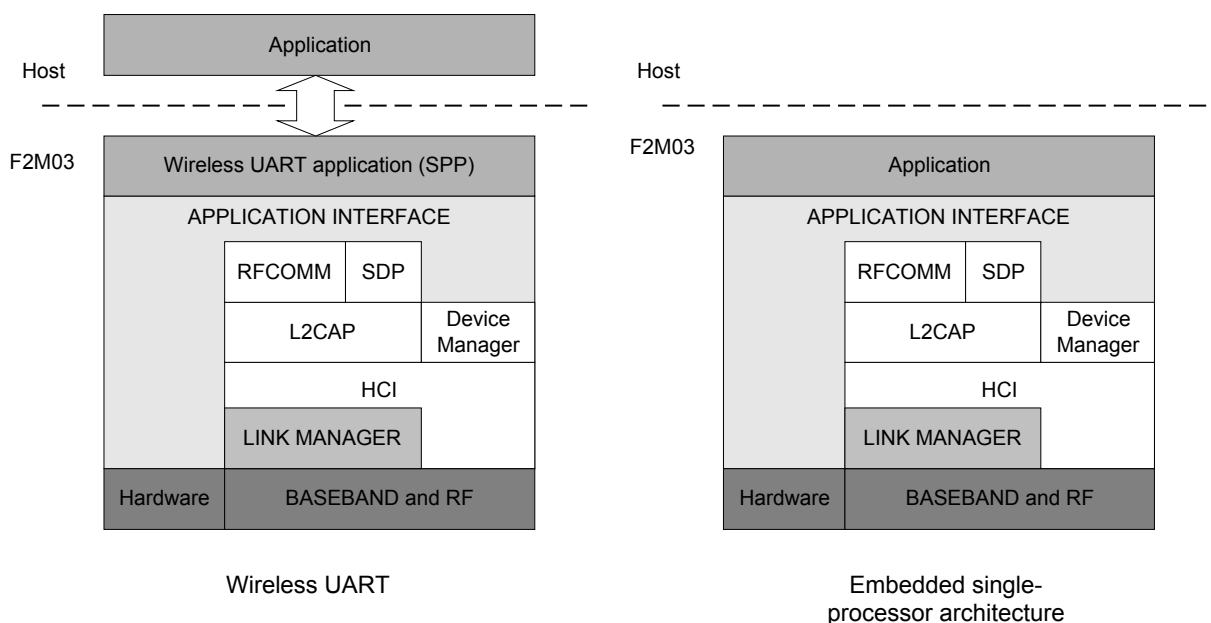 Application
Host
F2M03
Wireless UART application (SPP)
APPLICATION INTERFACE
RFCOMM
SDP
L2CAP
Device
Manager
HCI
LINK MANAGER
Hardware
BASEBAND and RF
Wireless UART
Host
F2M03
Application
APPLICATION INTERFACE
RFCOMM
SDP
L2CAP
Device
Manager
HCI
LINK MANAGER
Hardware
BASEBAND and RF
Embedded single-
processor architecture